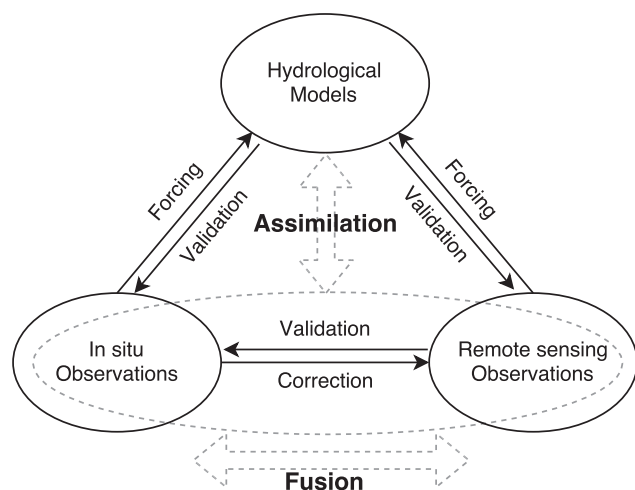 Hydrological
Models
Forcing
Validation
Forcing
Validation
Assimilation
In situ
Observations
Validation
Correction
Remote sensing
Observations
Fusion